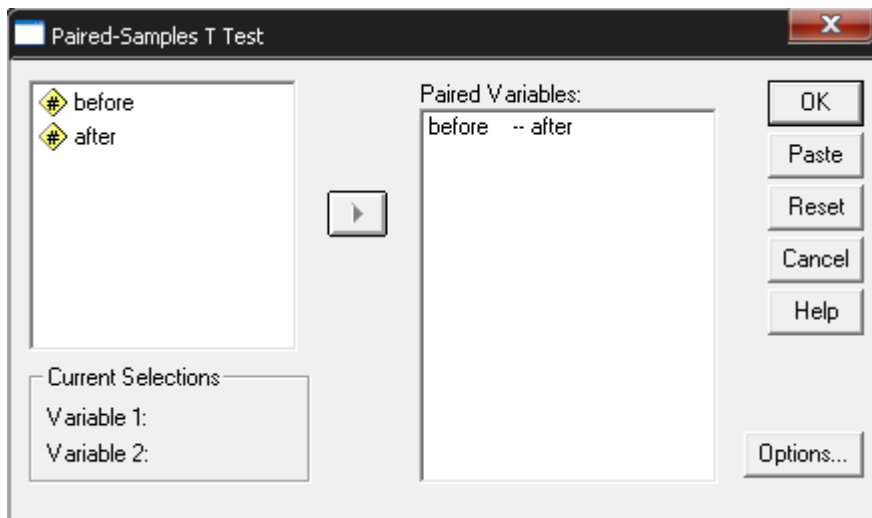 Paired-Samples T Test
before
after
Paired Variables:
before -- after
OK
Paste
Reset
Cancel
Help
Current Selections
Variable 1:
Variable 2:
Options...